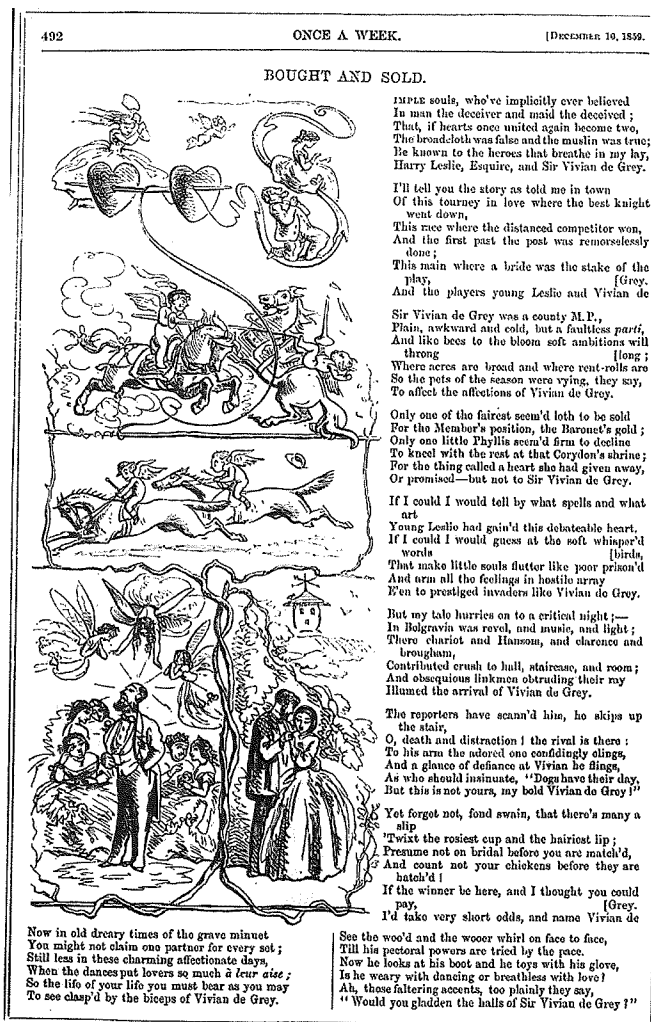 492
ONCE A WEEK.
[DECEMBER 10, 1859.
BOUGHT AND SOLD.
SIMPLE souls, who've implicitly ever believed
In man the deceiver and maid the deceived ;
That, if hearts once united again become two,
The broadcloth was false and the muslin was true;
Be known to the heroes that breathe in my lay,
Harry Leslie, Esquire, and Sir Vivian de Grey.
I'll tell you the story as told me in town
Of this tourney in love where the best knight
went down,
This race where the distanced competitor won,
And the first past the post was remorselessly
done ;
This main where a bride was the stake of the
play, [Grey.
And the players young Leslie and Vivian de
Sir Vivian de Grey was a county M.P.,
Plain, awkward and cold, but a faultless parti,
And like bees to the bloom soft ambitions will
throng [long ;
Where acres are broad and where rent-rolls are
So the pets of the season were vying, they say,
To affect the affections of Vivian de Grey.
Only one of the fairest seem'd loth to be sold
For the Member's position, the Baronet's gold ;
Only one little Phyllis seem'd firm to decline
To kneel with the rest at that Corydon's shrine ;
For the thing called a heart she had given away,
Or promised—but not to Sir Vivian de Grey.
If I could I would tell by what spells and what
art
Young Leslie had gain'd this debateable heart.
If I could I would guess at the soft whisper'd
words [birds,
That make little souls flutter like poor prison'd
And arm all the feelings in hostile array
E'en to prestiged invaders like Vivian de Grey.
But my tale hurries on to a critical night ;—
In Belgravia was revel, and music, and light ;
There chariot and Hansom, and clarence and
brougham,
Contributed crush to hall, staircase, and room ;
And obsequious linkmen obtruding their ray
Illumed the arrival of Vivian de Grey.
The reporters have scann'd him, he skips up
the stair,
O, death and distraction ! the rival is there :
To his arm the adored one confidingly clings,
And a glance of defiance at Vivian he flings,
As who should insinuate, "Dogs have their day,
But this is not yours, my bold Vivian de Grey !"
Yet forget not, fond swain, that there's many a
slip
'Twixt the rosiest cup and the hairiest lip ;
Presume not on bridal before you are match'd,
And count not your chickens before they are
hatch'd !
If the winner be here, and I thought you could
pay, [Grey.
I'd take very short odds, and name Vivian de
Now in old dreary times of the grave minuet
You might not claim one partner for every set ;
Still less in these charming affectionate days,
When the dances put lovers so much à leur aise ;
So the life of your life you must bear as you may
To see clasp'd by the biceps of Vivian de Grey.
See the woo'd and the wooer whirl on face to face,
Till his pectoral powers are tried by the pace.
Now he looks at his boot and he toys with his glove,
Is he weary with dancing or breathless with love ?
Ah, those faltering accents, too plainly they say,
"Would you gladden the halls of Sir Vivian de Grey ?"